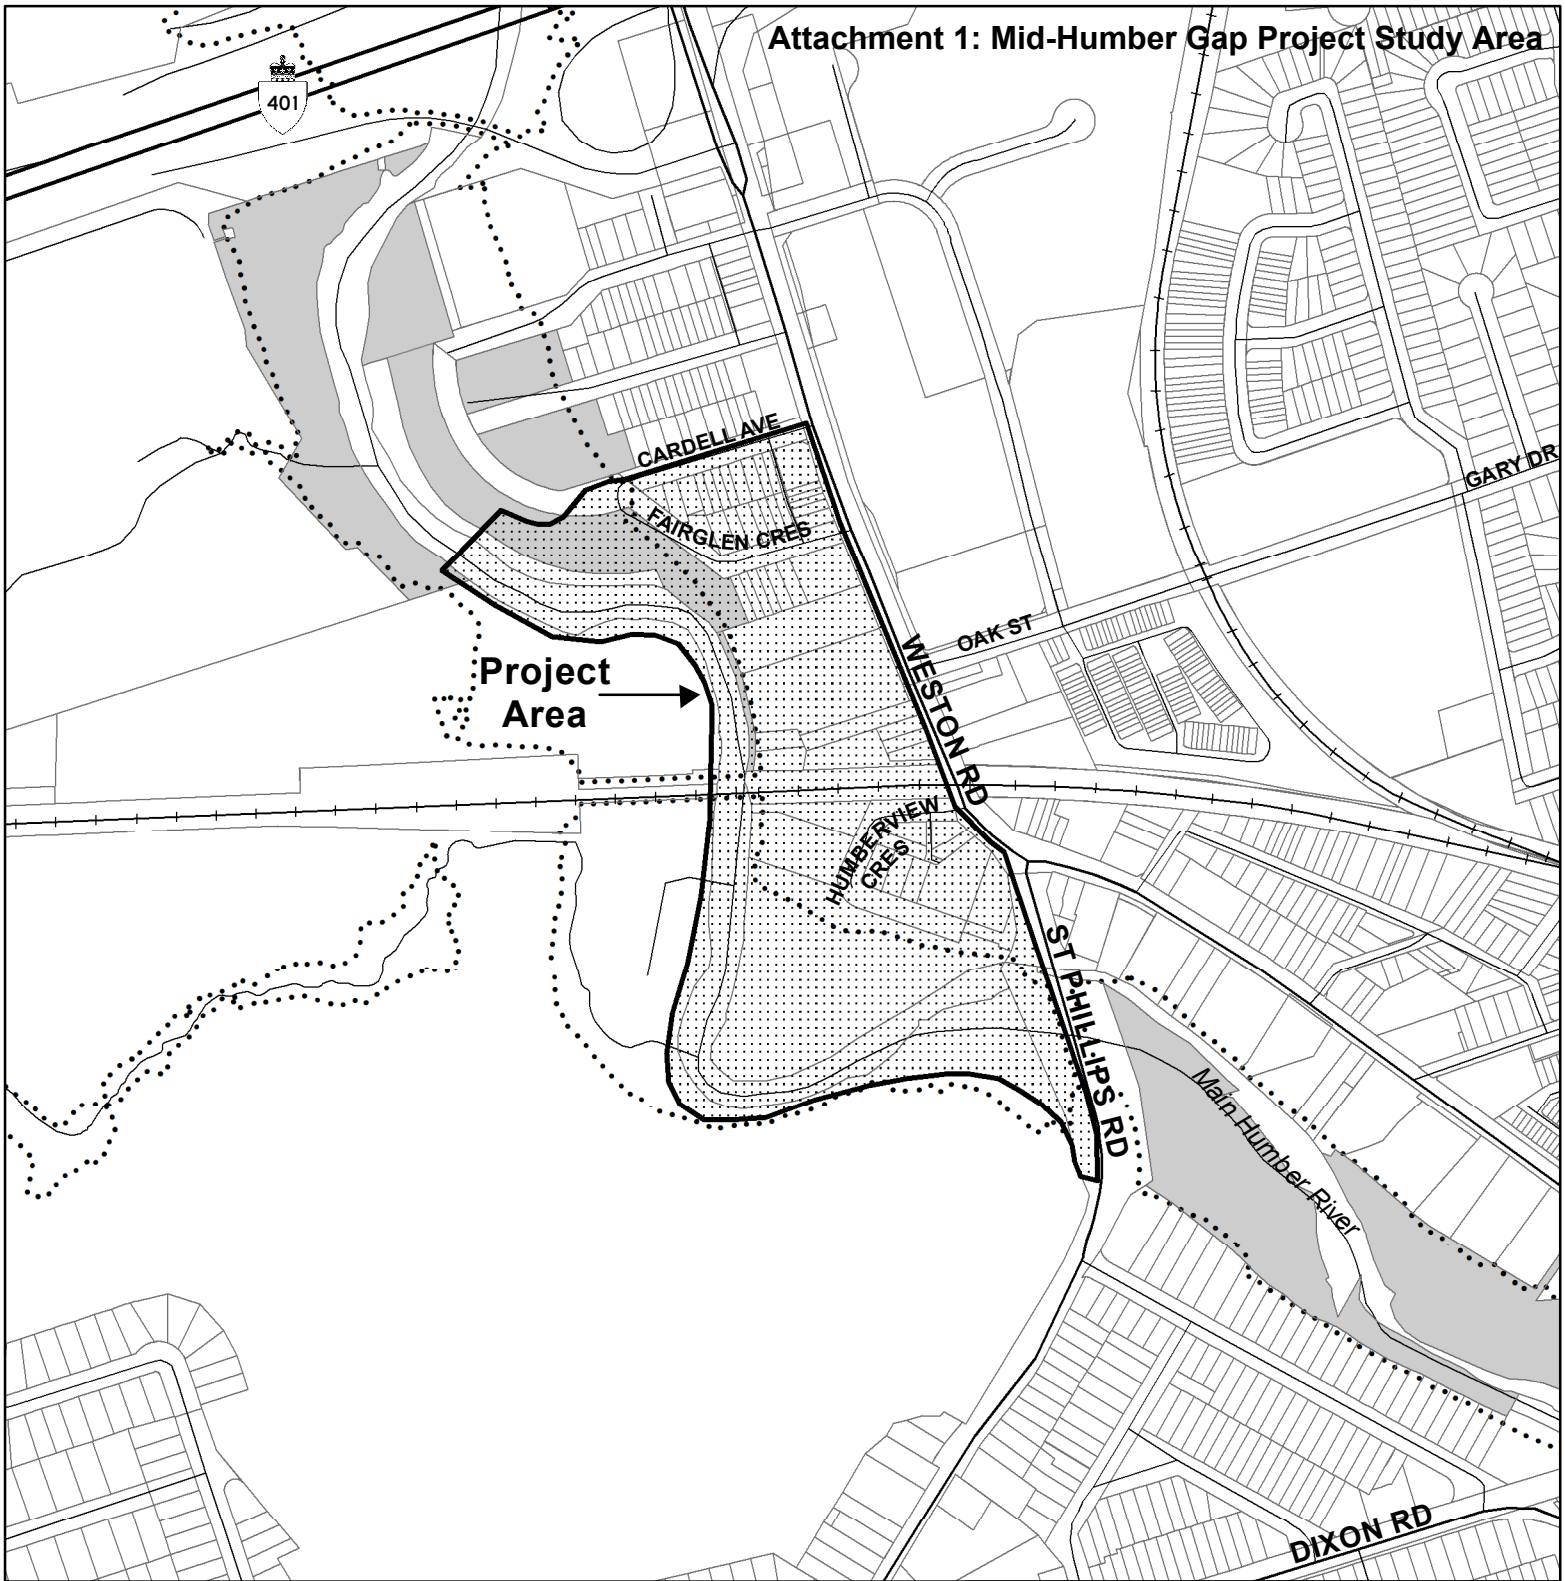 Attachment 1: Mid-Humber Gap Project Study Area
401
CARDELL AVE
FAIRGLEN CRES
GARY DR
OAK ST
WESTON RD
Project
Area
HUMBERVIEW
CRES
ST PHILLIPS RD
Main Humber River
DIXON RD